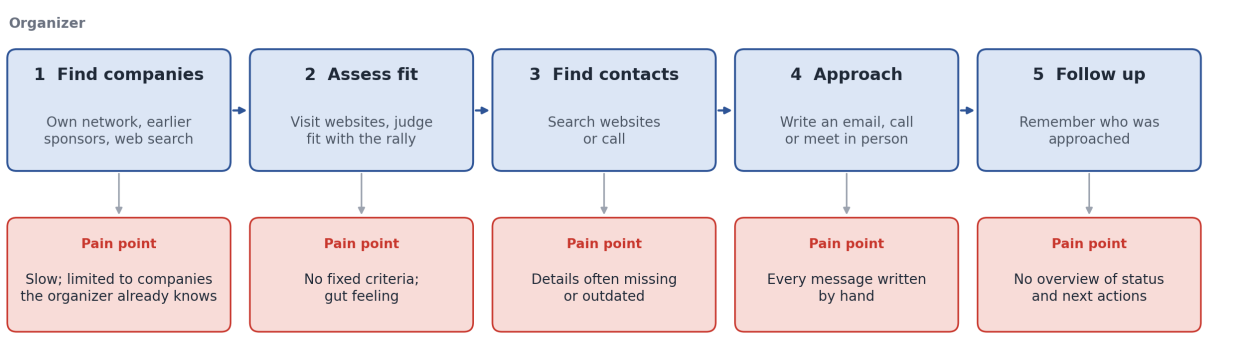 Organizer
1 Find companies
Own network, earlier
sponsors, web search
2 Assess fit
Visit websites, judge
fit with the rally
3 Find contacts
Search websites
or call
4 Approach
Write an email, call
or meet in person
5 Follow up
Remember who was
approached
Pain point
Slow; limited to companies
the organizer already knows
Pain point
No fixed criteria;
gut feeling
Pain point
Details often missing
or outdated
Pain point
Every message written
by hand
Pain point
No overview of status
and next actions